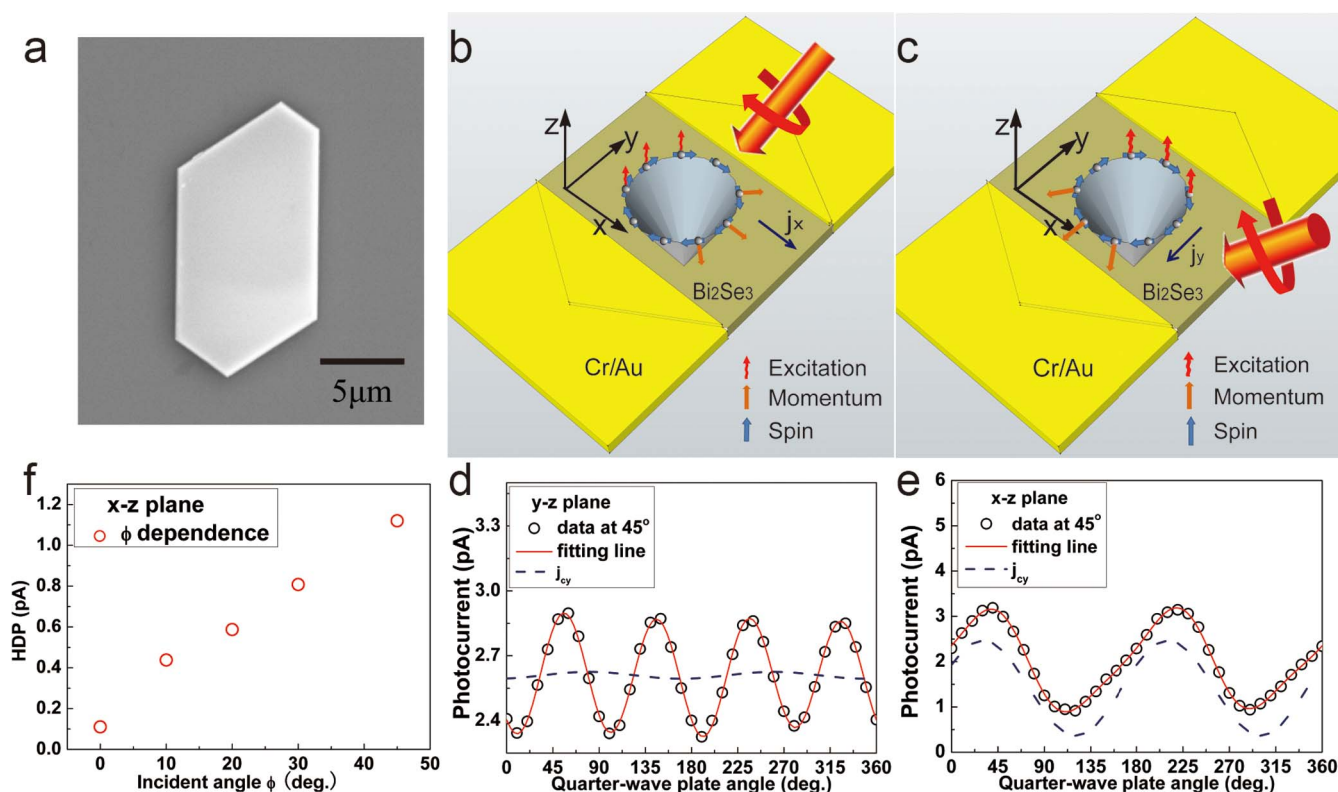 a
5μm
b
z
y
x
jx
Bi2Se3
Cr/Au
Excitation
Momentum
Spin
c
z
y
x
jy
Bi2Se3
Cr/Au
Excitation
Momentum
Spin
f
x-z plane
ϕ dependence
HDP (pA)
1.2
1.0
0.8
0.6
0.4
0.2
0.0
0 10 20 30 40 50
Incident angle ϕ (deg.)
d
y-z plane
data at 45°
fitting line
jcy
Photocurrent (pA)
3.3
3.0
2.7
2.4
0 45 90 135 180 225 270 315 360
Quarter-wave plate angle (deg.)
e
x-z plane
data at 45°
fitting line
jcy
Photocurrent (pA)
6
5
4
3
2
1
0
0 45 90 135 180 225 270 315 360
Quarter-wave plate angle (deg.)